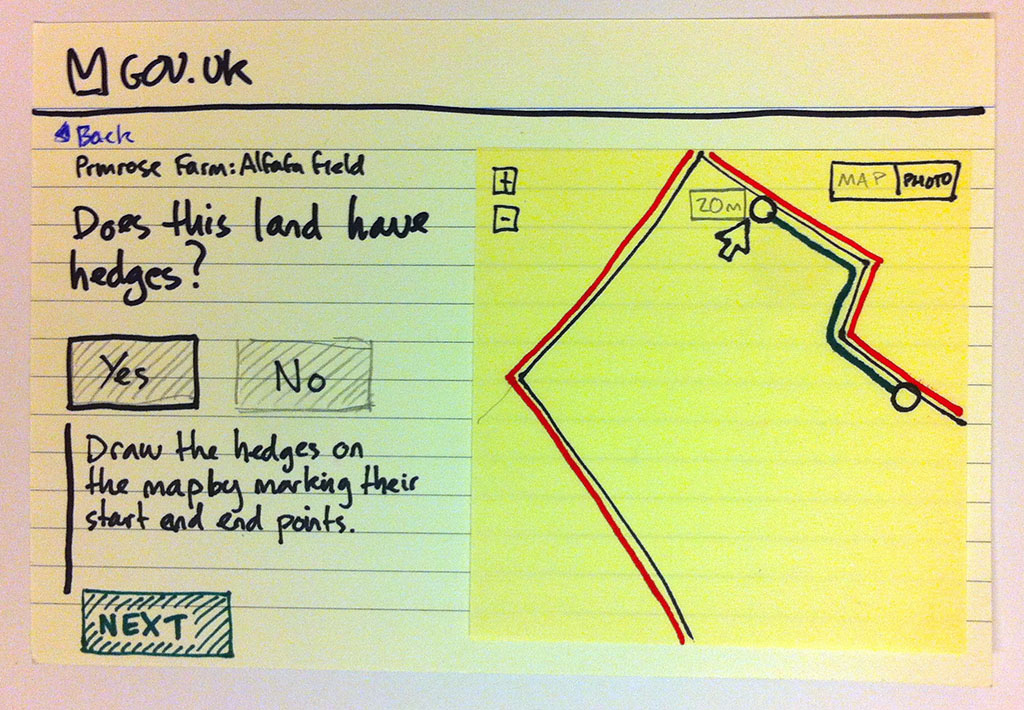 GOV.UK
Back
Primrose Farm: Alfafa field
Does this land have
hedges?
Yes
No
Draw the hedges on
the map by marking their
start and end points.
NEXT
+
-
20m
MAP
PHOTO